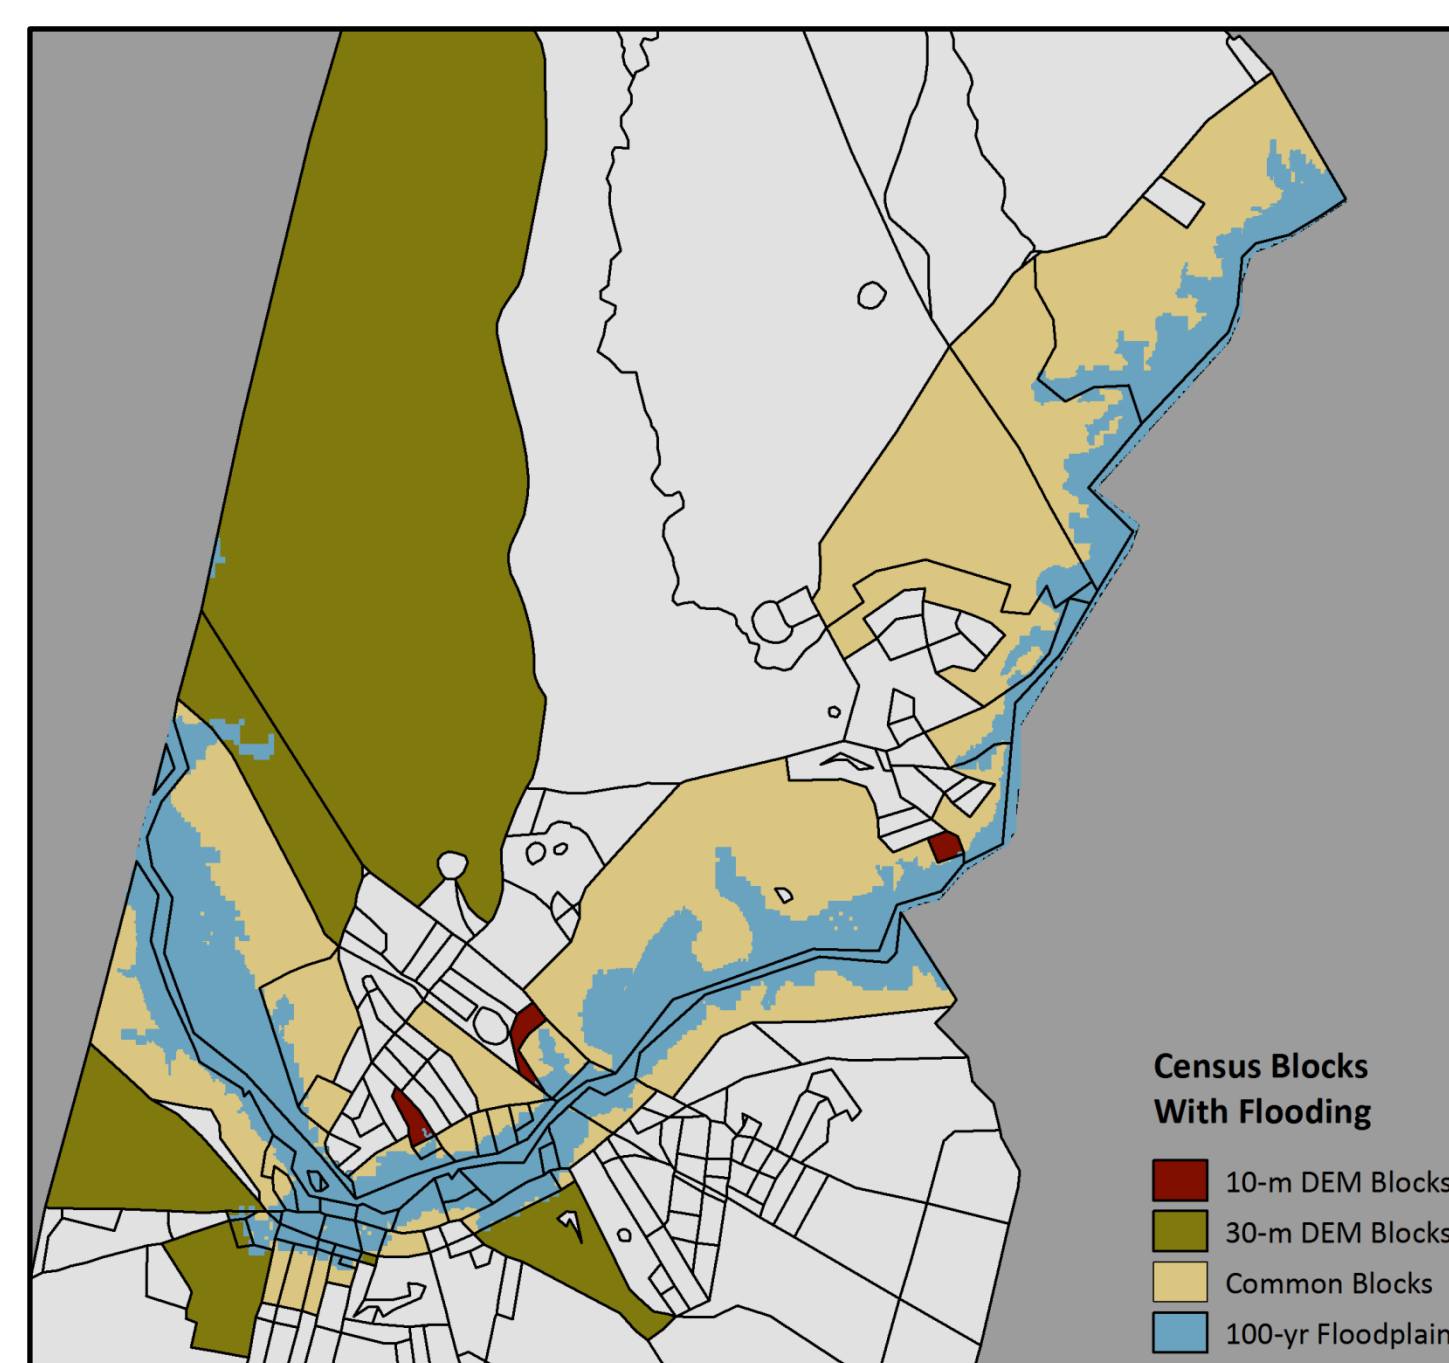 Census Blocks
With Flooding
10-m DEM Blocks
30-m DEM Blocks
Common Blocks
100-yr Floodplain